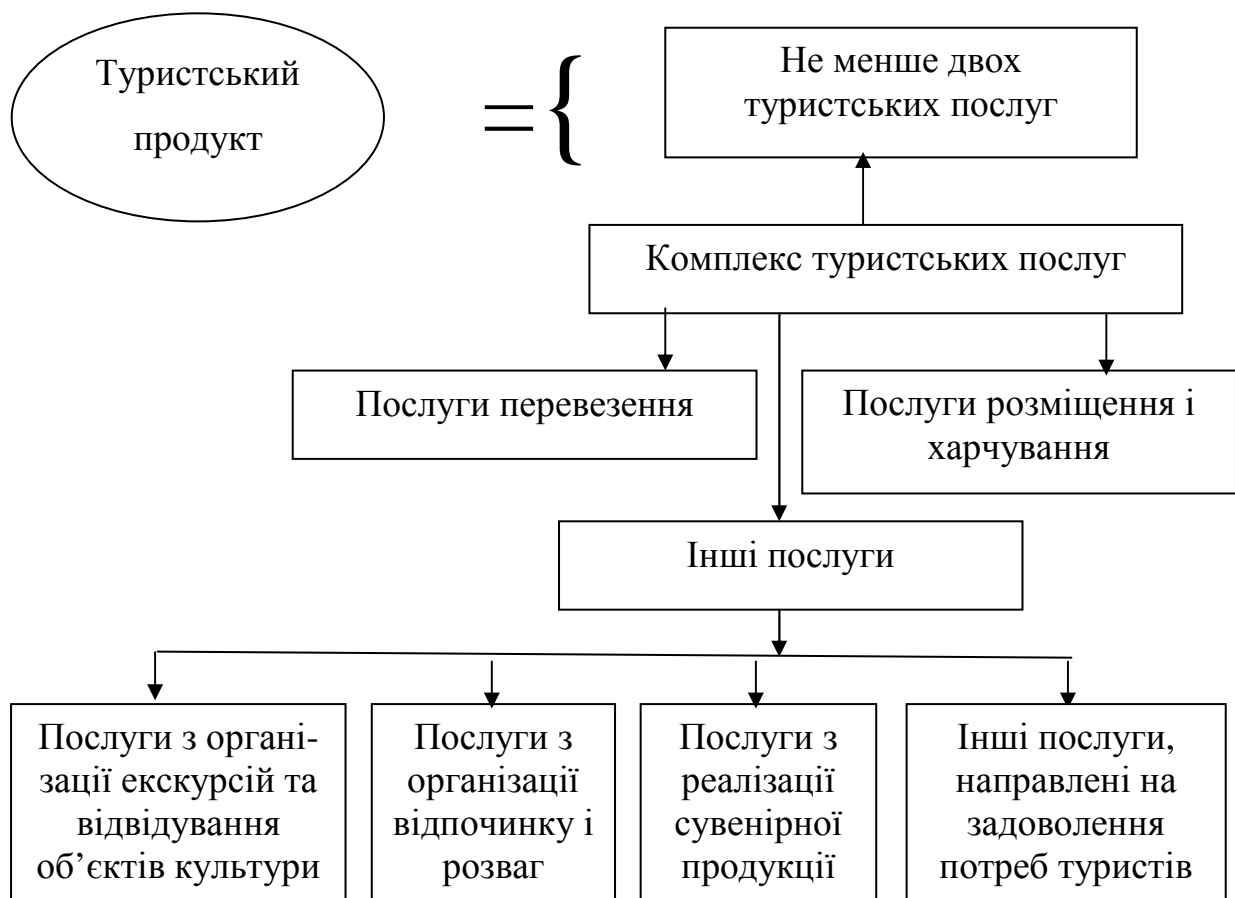 Туристський
продукт
={
Не менше двох
туристських послуг
Комплекс туристських послуг
Послуги перевезення
Послуги розміщення і
харчування
Інші послуги
Послуги з органі-
зації екскурсій та
відвідування
об’єктів культури
Послуги з
організації
відпочинку і
розваг
Послуги з
реалізації
сувенірної
продукції
Інші послуги,
направлені на
задоволення
потреб туристів